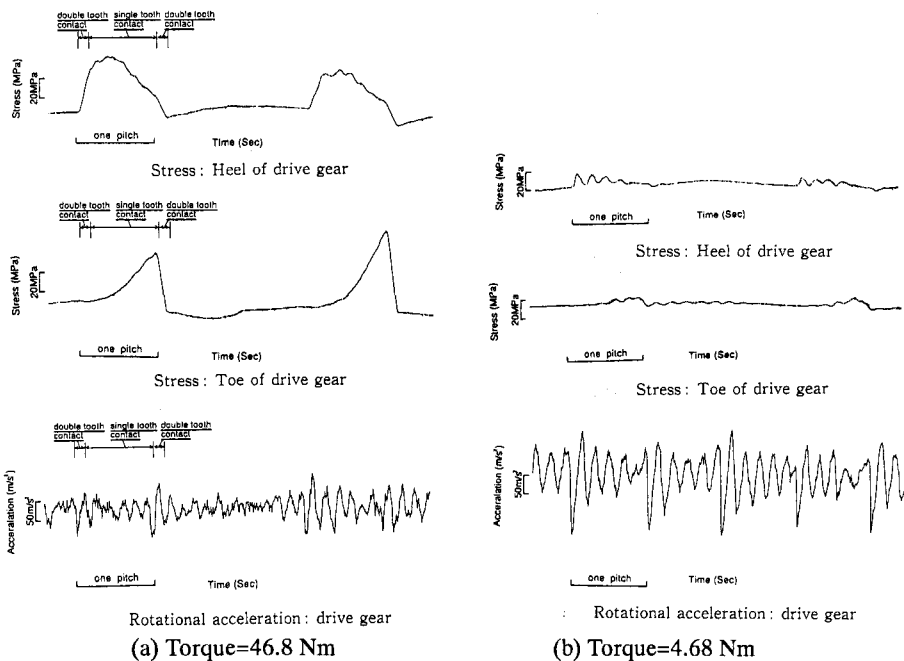 double tooth single tooth double tooth
contact contact contact
Stress (MPa)
20MPa
one pitch
Time (Sec)
Stress : Heel of drive gear
double tooth single tooth double tooth
contact contact contact
Stress (MPa)
20MPa
one pitch
Time (Sec)
Stress : Toe of drive gear
double tooth single tooth double tooth
contact contact contact
Acceralation (m/s²)
50m/s²
one pitch
Time (Sec)
Rotational acceleration : drive gear
(a) Torque=46.8 Nm
Stress (MPa)
20MPa
one pitch
Time (Sec)
Stress : Heel of drive gear
Stress (MPa)
20MPa
one pitch
Time (Sec)
Stress : Toe of drive gear
Acceralation (m/s²)
50m/s²
one pitch
Time (Sec)
Rotational acceleration : drive gear
(b) Torque=4.68 Nm